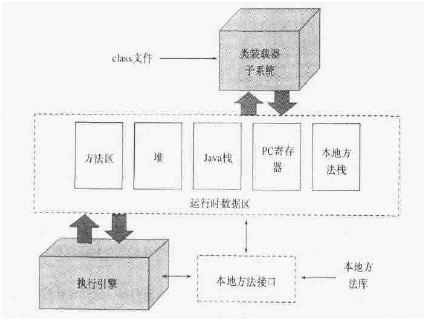 class文件
类装载器
子系统
方法区
堆
Java栈
PC寄存
器
本地方
法栈
运行时数据区
执行引擎
本地方法接口
本地方
法库